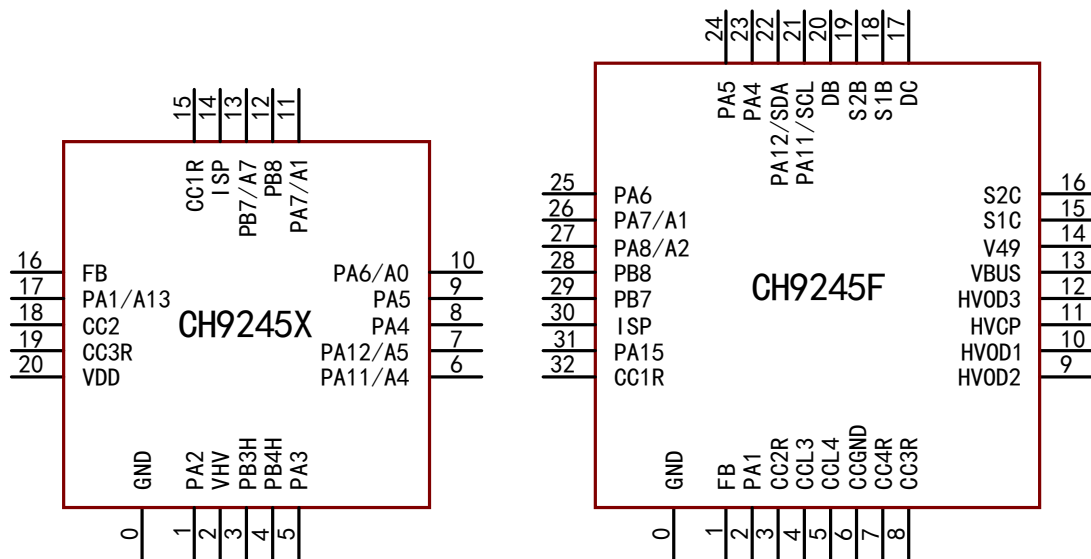 15 14 13 12 11
CC1R ISP PB7/A7 PB8 PA7/A1
16 FB
17 PA1/A13
18 CC2
19 CC3R
20 VDD
CH9245X
PA6/A0 10
PA5 9
PA4 8
PA12/A5 7
PA11/A4 6
GND PA2 VHV PB3H PB4H PA3
0 1 2 3 4 5
24 23 22 21 20 19 18 17
PA5 PA4 PA12/SDA PA11/SCL DB S2B S1B DC
25 PA6
26 PA7/A1
27 PA8/A2
28 PB8
29 PB7
30 ISP
31 PA15
32 CC1R
CH9245F
S2C 16
S1C 15
V49 14
VBUS 13
HVOD3 12
HVCP 11
HVOD1 10
HVOD2 9
GND FB PA1 CC2R CCL3 CCL4 CCGND CC4R CC3R
0 1 2 3 4 5 6 7 8